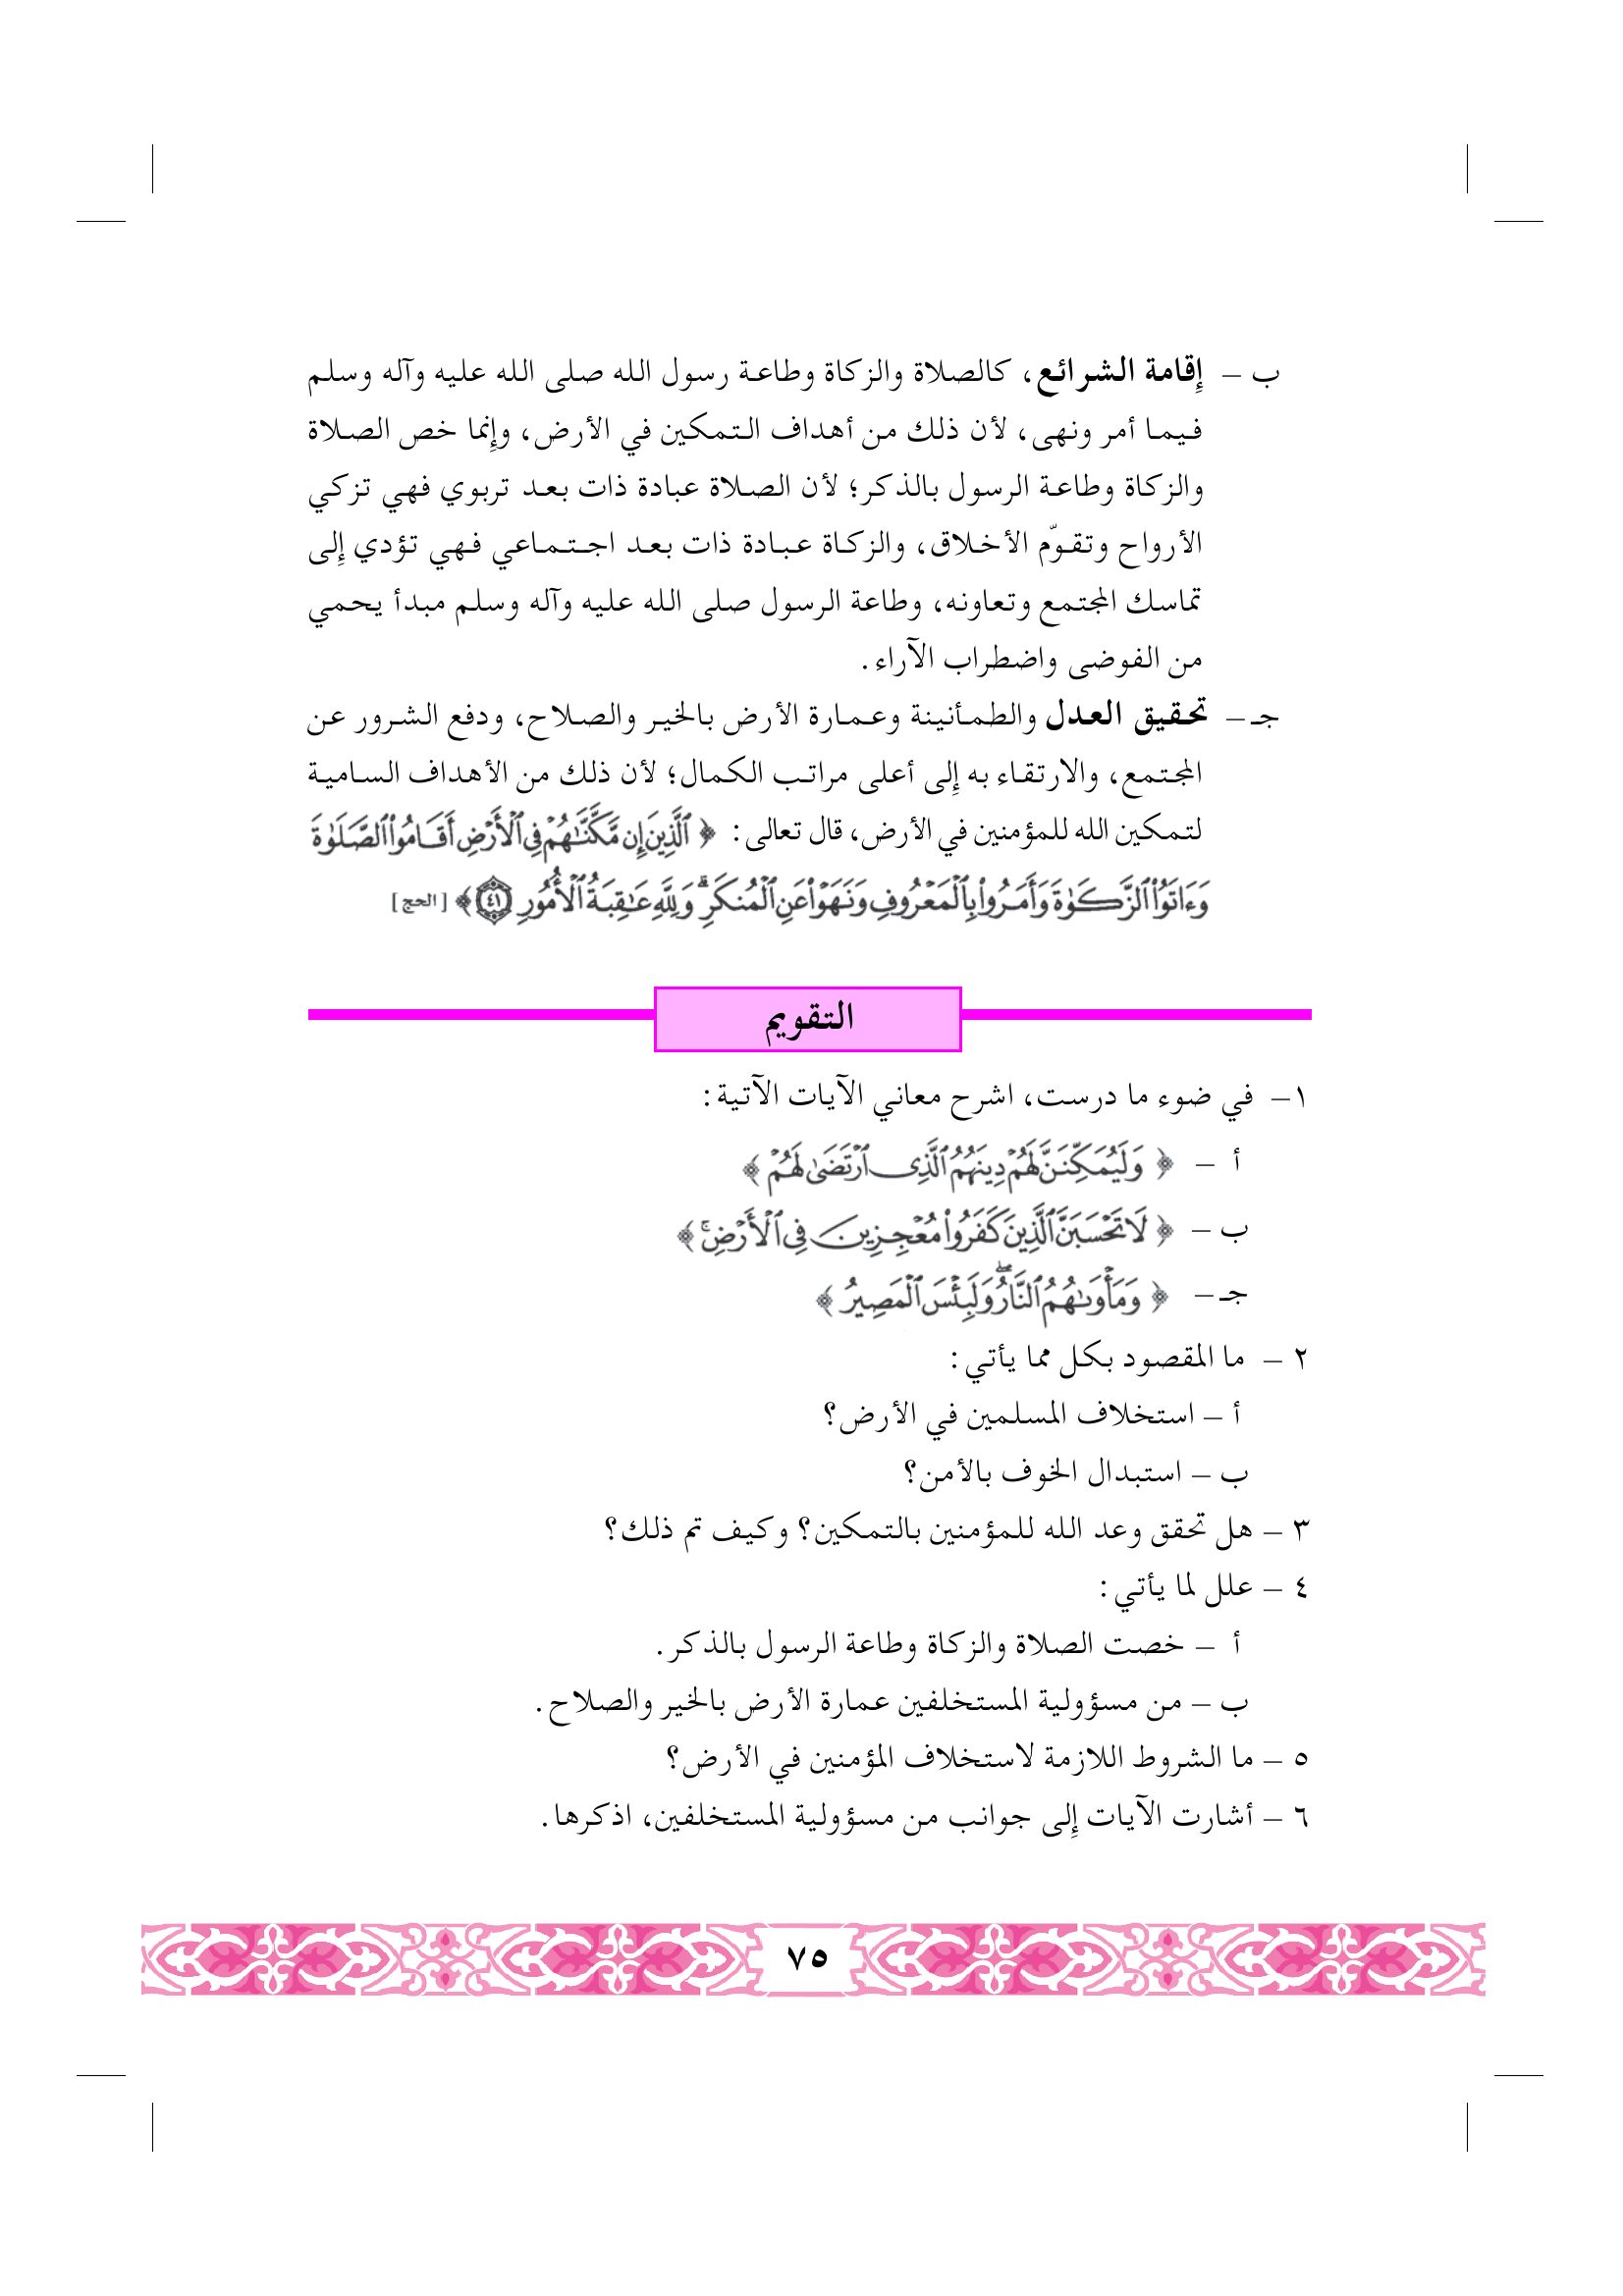 ب – إِقامة الشرائع، كالصلاة والزكاة وطاعة رسول الله صلى الله عليه وآله وسلم
فيما أمر ونهى، لأن ذلك من أهداف التمكين في الأرض، وإِنما خص الصلاة
والزكاة وطاعة الرسول بالذكر؛ لأن الصلاة عبادة ذات بعد تربوي فهي تزكي
الأرواح وتقوّم الأخلاق، والزكاة عبادة ذات بعد اجتماعي فهي تؤدي إِلى
تماسك المجتمع وتعاونه، وطاعة الرسول صلى الله عليه وآله وسلم مبدأ يحمي
من الفوضى واضطراب الآراء.
جـ – تحقيق العدل والطمأنينة وعمارة الأرض بالخير والصلاح، ودفع الشرور عن
المجتمع، والارتقاء به إِلى أعلى مراتب الكمال؛ لأن ذلك من الأهداف السامية
لتمكين الله للمؤمنين في الأرض، قال تعالى: ﴿ ٱلَّذِينَ إِن مَّكَّنَّٰهُمۡ فِي ٱلۡأَرۡضِ أَقَامُواْ ٱلصَّلَوٰةَ
وَءَاتَوُاْ ٱلزَّكَوٰةَ وَأَمَرُواْ بِٱلۡمَعۡرُوفِ وَنَهَوۡاْ عَنِ ٱلۡمُنكَرِۗ وَلِلَّهِ عَٰقِبَةُ ٱلۡأُمُورِ ٤١ ﴾ [الحج]
التقويم
١– في ضوء ما درست، اشرح معاني الآيات الآتية:
أ – ﴿ وَلَيُمَكِّنَنَّ لَهُمۡ دِينَهُمُ ٱلَّذِي ٱرۡتَضَىٰ لَهُمۡ ﴾
ب – ﴿ لَا تَحۡسَبَنَّ ٱلَّذِينَ كَفَرُواْ مُعۡجِزِينَ فِي ٱلۡأَرۡضِۚ ﴾
جـ – ﴿ وَمَأۡوَىٰهُمُ ٱلنَّارُۖ وَلَبِئۡسَ ٱلۡمَصِيرُ ﴾
٢ – ما المقصود بكل مما يأتي:
أ – استخلاف المسلمين في الأرض؟
ب – استبدال الخوف بالأمن؟
٣ – هل تحقق وعد الله للمؤمنين بالتمكين؟ وكيف تم ذلك؟
٤ – علل لما يأتي:
أ – خصت الصلاة والزكاة وطاعة الرسول بالذكر.
ب – من مسؤولية المستخلفين عمارة الأرض بالخير والصلاح.
٥ – ما الشروط اللازمة لاستخلاف المؤمنين في الأرض؟
٦ – أشارت الآيات إِلى جوانب من مسؤولية المستخلفين، اذكرها.
٧٥